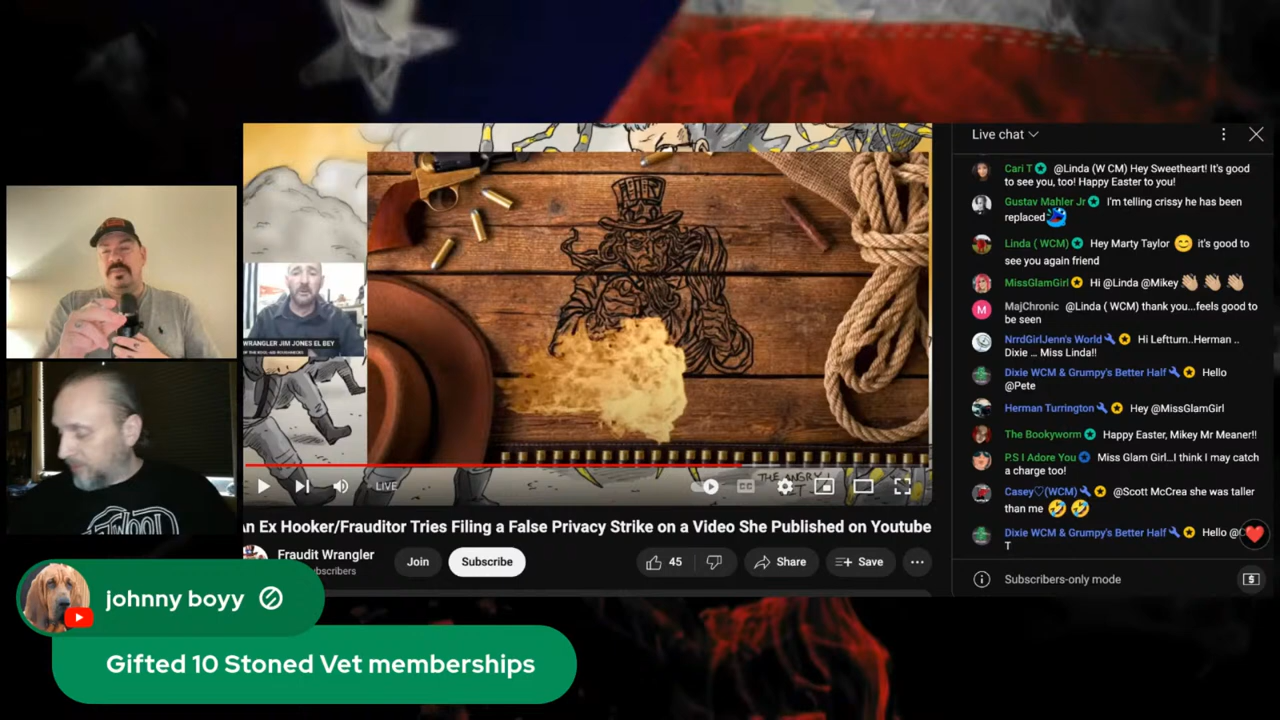 Live chat
Cari T @Linda (W CM) Hey Sweetheart! It's good
to see you, too! Happy Easter to you!
Gustav Mahler Jr I'm telling crissy he has been
replaced
Linda ( WCM) Hey Marty Taylor it's good to
see you again friend
MissGlamGirl Hi @Linda @Mikey
M
MajChronic @Linda ( WCM) thank you...feels good to
be seen
NrrdGirlJenn's World Hi Leftturn..Herman ..
Dixie ... Miss Linda!!
Dixie WCM & Grumpy's Better Half Hello
@Pete
Herman Turrington Hey @MissGlamGirl
The Bookyworm Happy Easter, Mikey Mr Meaner!!
P.S I Adore You Miss Glam Girl...I think I may catch
a charge too!
Casey♡(WCM) @Scott McCrea she was taller
than me
Dixie WCM & Grumpy's Better Half Hello @
T
Subscribers-only mode
WRANGLER JIM JONES EL BEY
THE ANGRY
VET
LIVE
CC
An Ex Hooker/Frauditor Tries Filing a False Privacy Strike on a Video She Published on Youtube
Fraudit Wrangler
scribers
Join
Subscribe
45
Share
Save
johnny boyy
Gifted 10 Stoned Vet memberships